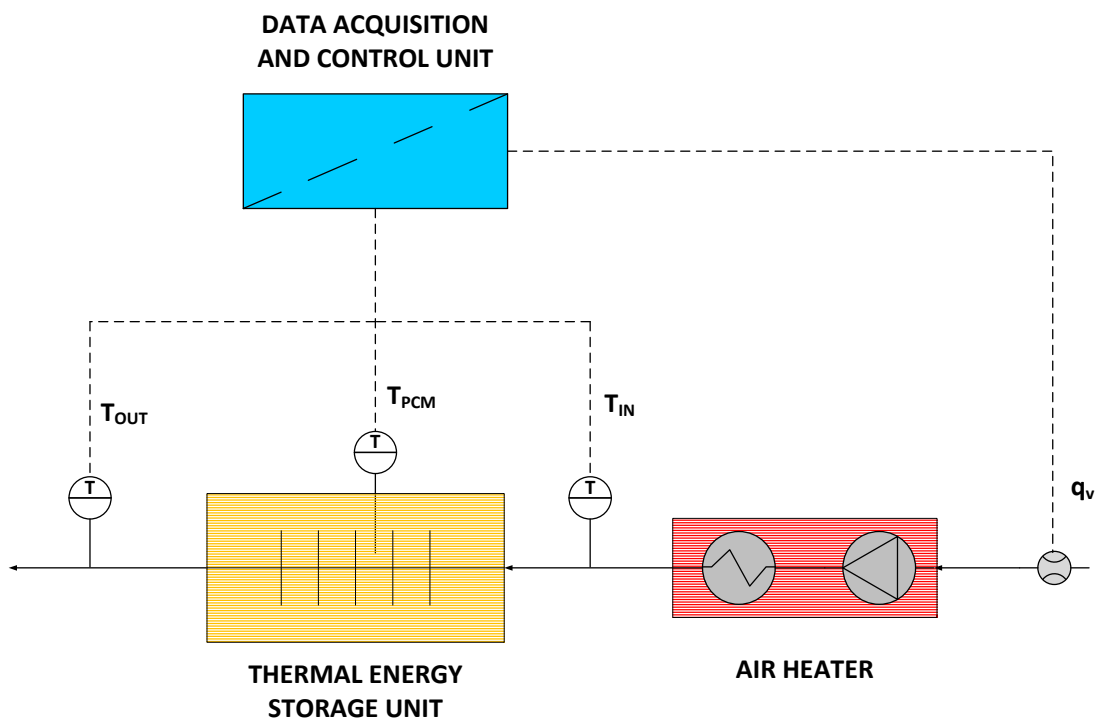 DATA ACQUISITION
AND CONTROL UNIT
T_OUT
T_PCM
T_IN
T
T
T
q_v
THERMAL ENERGY
STORAGE UNIT
AIR HEATER